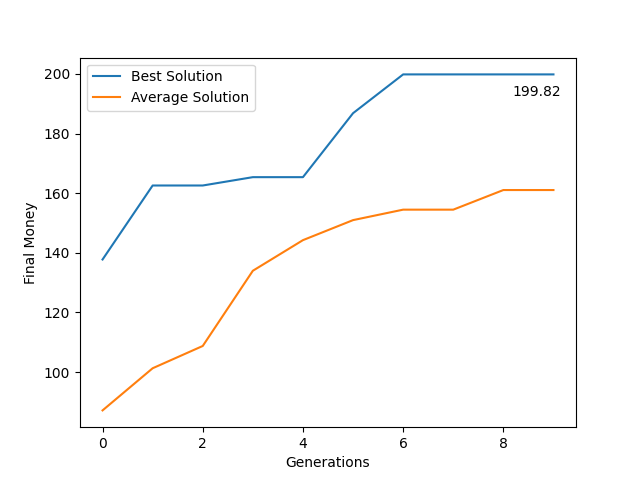 Best Solution
Average Solution
199.82
200
180
160
140
120
100
Final Money
0 2 4 6 8
Generations